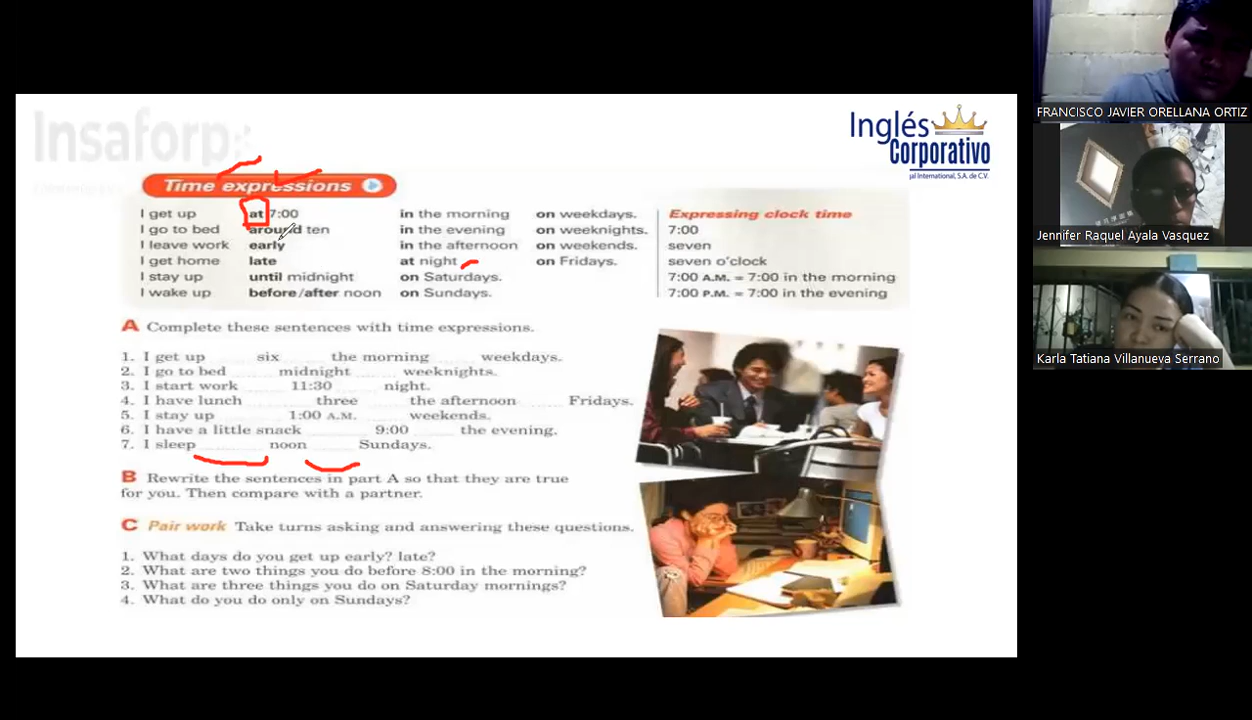 Insaforp
Inglés
Corporativo
al International, S.A. de C.V.
Time expressions
I get up at 7:00 in the morning on weekdays.
I go to bed around ten in the evening on weeknights.
I leave work early in the afternoon on weekends.
I get home late at night on Fridays.
I stay up until midnight on Saturdays.
I wake up before/after noon on Sundays.
Expressing clock time
7:00
seven
seven o'clock
7:00 A.M. = 7:00 in the morning
7:00 P.M. = 7:00 in the evening
A Complete these sentences with time expressions.
1. I get up ........ six ........ the morning ........ weekdays.
2. I go to bed ........ midnight ........ weeknights.
3. I start work ........ 11:30 ........ night.
4. I have lunch ........ three ........ the afternoon ........ Fridays.
5. I stay up ........ 1:00 A.M. ........ weekends.
6. I have a little snack ........ 9:00 ........ the evening.
7. I sleep ........ noon ........ Sundays.
B Rewrite the sentences in part A so that they are true
for you. Then compare with a partner.
C Pair work Take turns asking and answering these questions.
1. What days do you get up early? late?
2. What are two things you do before 8:00 in the morning?
3. What are three things you do on Saturday mornings?
4. What do you do only on Sundays?
FRANCISCO JAVIER ORELLANA ORTIZ
Jennifer Raquel Ayala Vasquez
Karla Tatiana Villanueva Serrano